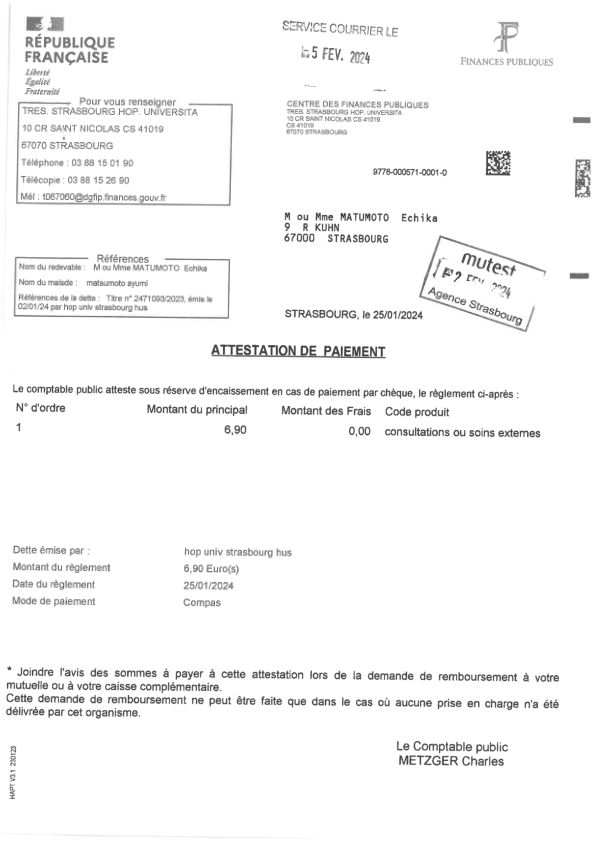 RÉPUBLIQUE
FRANÇAISE
Liberté
Égalité
Fraternité
SERVICE COURRIER LE
5 FEV. 2024
FINANCES PUBLIQUES
Pour vous renseigner
TRES. STRASBOURG HOP. UNIVERSITA
10 CR SAINT NICOLAS CS 41019
67070 STRASBOURG
Téléphone : 03 88 15 01 90
Télécopie : 03 88 15 26 90
Mél : t067060@dgfip.finances.gouv.fr
CENTRE DES FINANCES PUBLIQUES
TRES. STRASBOURG HOP. UNIVERSITA
10 CR SAINT NICOLAS CS 41019
CS 41019
67070 STRASBOURG
9778-000571-0001-0
M ou Mme MATUMOTO Echika
9 R KUHN
67000 STRASBOURG
Références
Nom du redevable : M ou Mme MATUMOTO Echika
Nom du malade : matsumoto ayumi
Références de la dette : Titre n° 2471093/2023, émise le
02/01/24 par hop univ strasbourg hus
mutest
2024
Agence Strasbourg
STRASBOURG, le 25/01/2024
ATTESTATION DE PAIEMENT
Le comptable public atteste sous réserve d'encaissement en cas de paiement par chèque, le règlement ci-après :
N° d'ordre Montant du principal Montant des Frais Code produit
1 6,90 0,00 consultations ou soins externes
Dette émise par : hop univ strasbourg hus
Montant du règlement 6,90 Euro(s)
Date du règlement 25/01/2024
Mode de paiement Compas
* Joindre l'avis des sommes à payer à cette attestation lors de la demande de remboursement à votre
mutuelle ou à votre caisse complémentaire.
Cette demande de remboursement ne peut être faite que dans le cas où aucune prise en charge n'a été
délivrée par cet organisme.
Le Comptable public
METZGER Charles
HAPT V3.1 230123